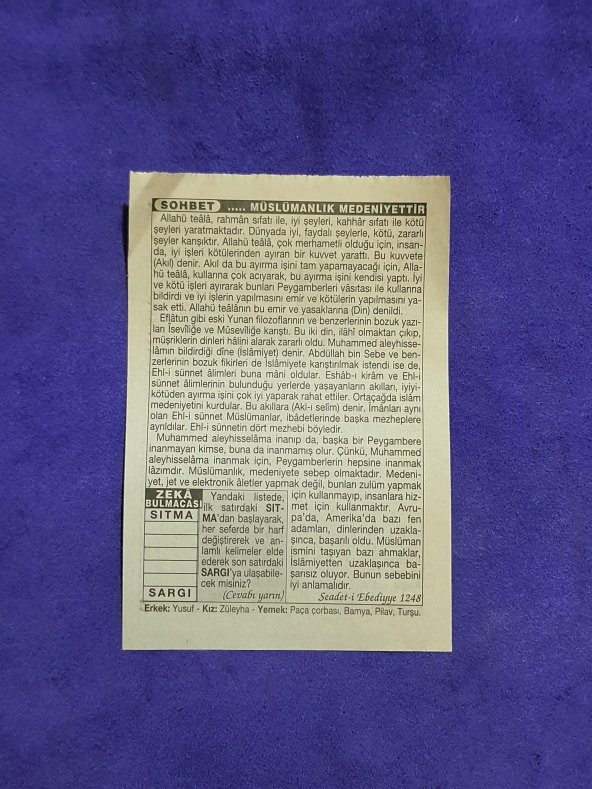 SOHBET ..... MÜSLÜMANLIK MEDENİYETTİR
Allahü teâlâ, rahmân sıfatı ile, iyi şeyleri, kahhâr sıfatı ile kötü
şeyleri yaratmaktadır. Dünyada iyi, faydalı şeylerle, kötü, zararlı
şeyler karışıktır. Allahü teâlâ, çok merhametli olduğu için, insan-
da, iyi işleri kötülerinden ayıran bir kuvvet yarattı. Bu kuvvete
(Akıl) denir. Akıl da bu ayırma işini tam yapamayacağı için, Alla-
hü teâlâ, kullarına çok acıyarak, bu ayırma işini kendisi yaptı. İyi
ve kötü işleri ayırarak bunları Peygamberleri vâsıtası ile kullarına
bildirdi ve iyi işlerin yapılmasını emir ve kötülerin yapılmasını ya-
sak etti. Allahü teâlânın bu emir ve yasaklarına (Din) denildi.
Eflâtun gibi eski Yunan filozoflarının ve benzerlerinin bozuk yazı-
ları Îsevîliğe ve Mûsevîliğe karıştı. Bu iki din, ilâhî olmaktan çıkıp,
müşriklerin dinleri hâlini alarak zararlı oldu. Muhammed aleyhisse-
lâmın bildirdiği dîne (İslâmiyet) denir. Abdüllah bin Sebe ve ben-
zerlerinin bozuk fikirleri de İslâmiyete karıştırılmak istendi ise de,
Ehl-i sünnet âlimleri buna mâni oldular. Eshâb-ı kirâm ve Ehl-i
sünnet âlimlerinin bulunduğu yerlerde yaşayanların akılları, iyiyi-
kötüden ayırma işini çok iyi yaparak rahat ettiler. Ortaçağda islâm
medeniyetini kurdular. Bu akıllara (Akl-ı selîm) denir. Îmânları aynı
olan Ehl-i sünnet Müslümanlar, ibâdetlerinde başka mezheplere
ayrıldılar. Ehl-i sünnetin dört mezhebi böyledir.
Muhammed aleyhisselâma inanıp da, başka bir Peygambere
inanmayan kimse, buna da inanmamış olur. Çünkü, Muhammed
aleyhisselâma inanmak için, Peygamberlerin hepsine inanmak
lâzımdır. Müslümanlık, medeniyete sebep olmaktadır. Medeni-
yet, jet ve elektronik âletler yapmak değil, bunları zulüm yapmak
için kullanmayıp, insanlara hiz-
met için kullanmaktır. Avru-
pa'da, Amerika'da bazı fen
adamları, dinlerinden uzakla-
şınca, başarılı oldu. Müslüman
ismini taşıyan bazı ahmaklar,
İslâmiyetten uzaklaşınca ba-
şarısız oluyor. Bunun sebebini
iyi anlamalıdır.
Seadet-i Ebediyye 1248
ZEKÂ
BULMACASI
SITMA
SARGI
Yandaki listede,
ilk satırdaki SIT-
MA'dan başlayarak,
her seferde bir harf
değiştirerek ve an-
lamlı kelimeler elde
ederek son satırdaki
SARGI'ya ulaşabile-
cek misiniz?
(Cevabı yarın)
Erkek: Yusuf - Kız: Züleyha - Yemek: Paça çorbası, Bamya, Pilav, Turşu.